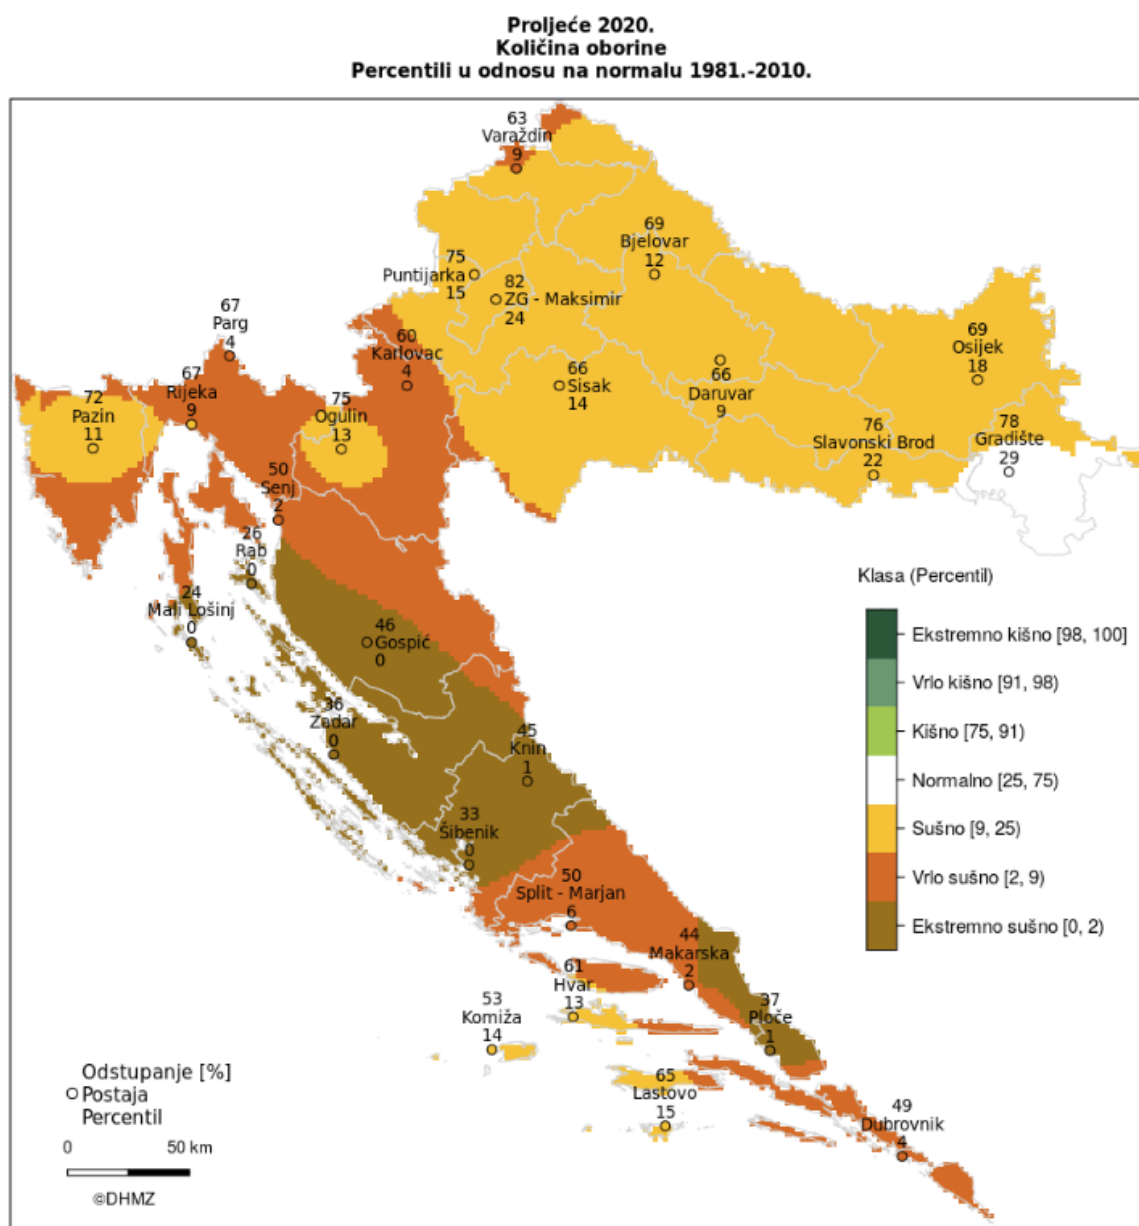 Proljeće 2020.
Količina oborine
Percentili u odnosu na normalu 1981.-2010.
63
Varaždin
9
69
Bjelovar
12
75
Puntijarka
15
82
ZG - Maksimir
24
67
Parg
4
60
Karlovac
4
69
Osijek
18
67
Rijeka
9
72
Pazin
11
75
Ogulin
13
66
Sisak
14
66
Daruvar
9
76
Slavonski Brod
22
78
Gradište
29
50
Senj
2
26
Rab
0
24
Mali Lošinj
0
46
Gospić
0
36
Zadar
0
45
Knin
1
33
Šibenik
0
50
Split - Marjan
6
44
Makarska
2
61
Hvar
13
53
Komiža
14
37
Ploče
1
65
Lastovo
15
49
Dubrovnik
4
Klasa (Percentil)
Ekstremno kišno [98, 100]
Vrlo kišno [91, 98)
Kišno [75, 91)
Normalno [25, 75)
Sušno [9, 25)
Vrlo sušno [2, 9)
Ekstremno sušno [0, 2)
Odstupanje [%]
Postaja
Percentil
0 50 km
©DHMZ